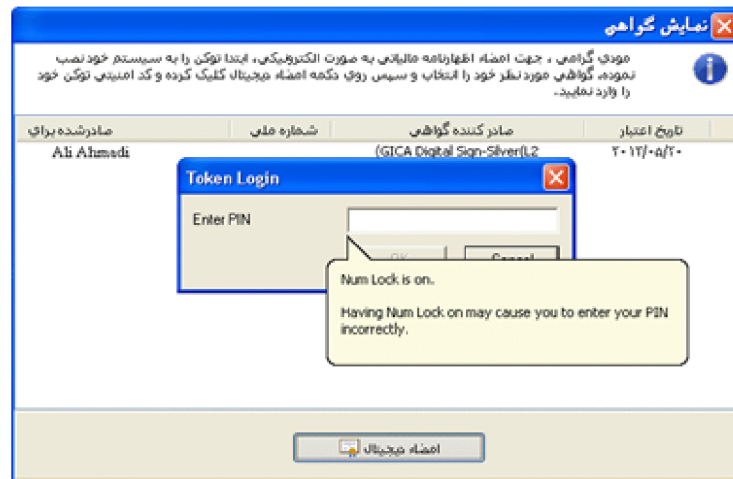 نمایش گواهی
مودی گرامی ، جهت امضاء اظهارنامه مالیاتی به صورت الکترونیکی، ابتدا توکن را به سیستم خود نصب
نموده، گواهی مورد نظر خود را انتخاب و سپس روی دکمه امضاء دیجیتال کلیک کرده و کد امنیتی توکن خود
را وارد نمایید.
تاریخ اعتبار صادر کننده گواهی شماره ملی صادرشده برای
۲۰۱۲/۰۵/۲۰ (GICA Digital Sign-Silver(L2 Ali Ahmadi
Token Login
Enter PIN
OK Cancel
Num Lock is on.
Having Num Lock on may cause you to enter your PIN
incorrectly.
امضاء دیجیتال